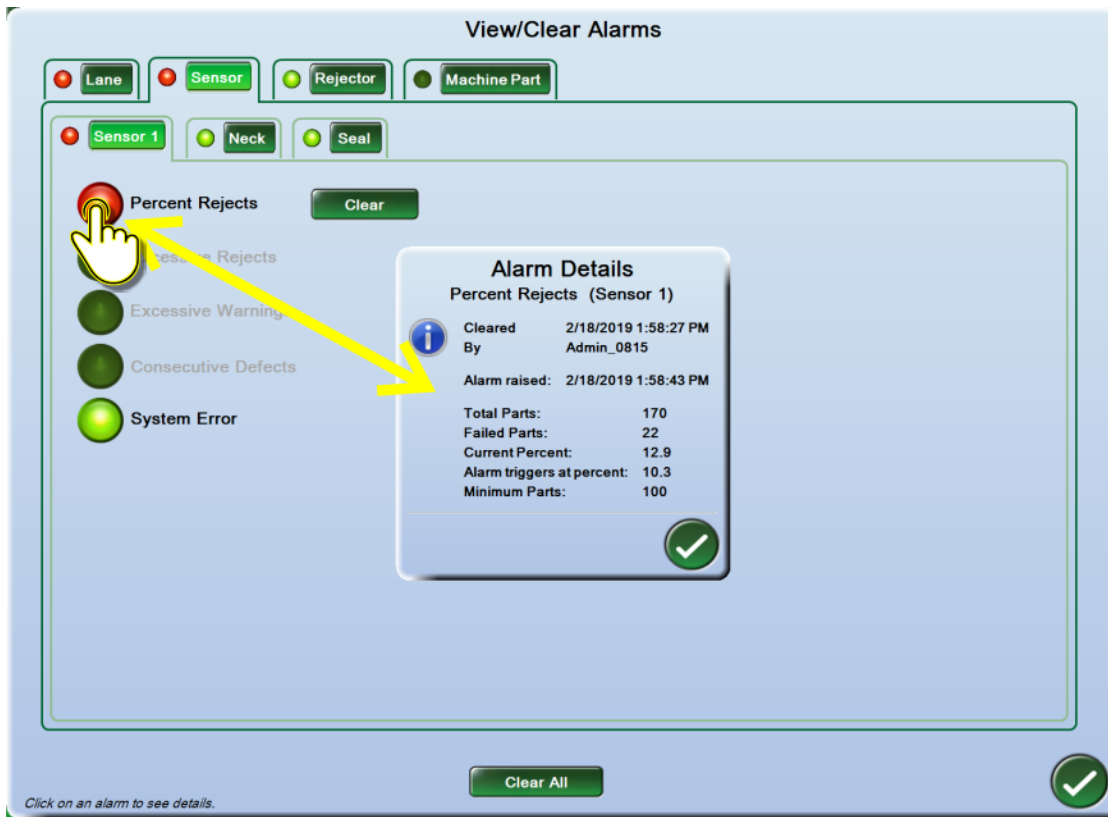 View/Clear Alarms
Lane Sensor Rejector Machine Part
Sensor 1 Neck Seal
Percent Rejects Clear
Rejects
Excessive Warning
Consecutive Defects
System Error
Alarm Details
Percent Rejects (Sensor 1)
Cleared 2/18/2019 1:58:27 PM
By Admin_0815
Alarm raised: 2/18/2019 1:58:43 PM
Total Parts: 170
Failed Parts: 22
Current Percent: 12.9
Alarm triggers at percent: 10.3
Minimum Parts: 100
Clear All
Click on an alarm to see details.